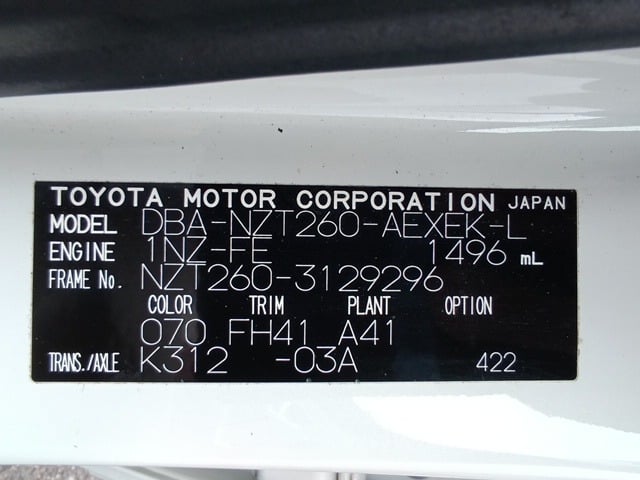 TOYOTA MOTOR CORPORATION JAPAN
MODEL DBA-NZT260-AEXEK-L
ENGINE 1NZ-FE 1496 mL
FRAME No. NZT260-3129296
COLOR TRIM PLANT OPTION
070 FH41 A41
TRANS./AXLE K312 -03A 422